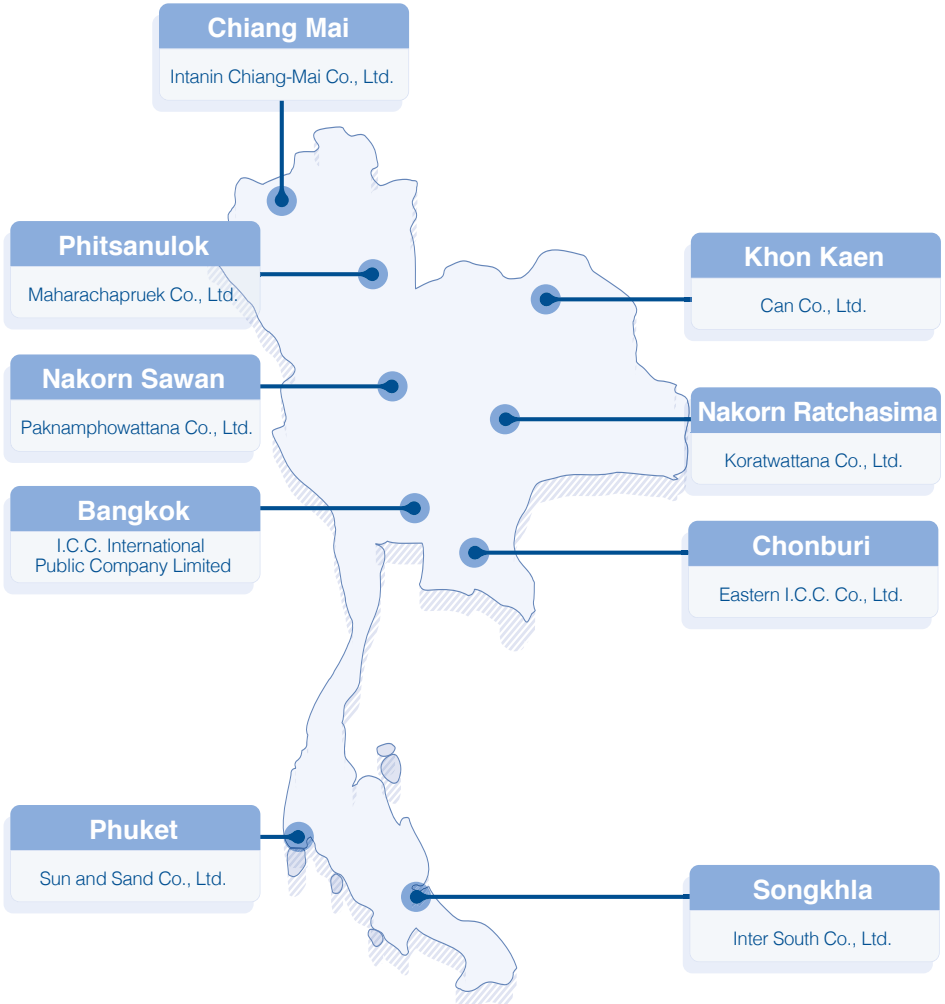 Chiang Mai
Intanin Chiang-Mai Co., Ltd.
Phitsanulok
Maharachapruek Co., Ltd.
Khon Kaen
Can Co., Ltd.
Nakorn Sawan
Paknamphowattana Co., Ltd.
Nakorn Ratchasima
Koratwattana Co., Ltd.
Bangkok
I.C.C. International
Public Company Limited
Chonburi
Eastern I.C.C. Co., Ltd.
Phuket
Sun and Sand Co., Ltd.
Songkhla
Inter South Co., Ltd.